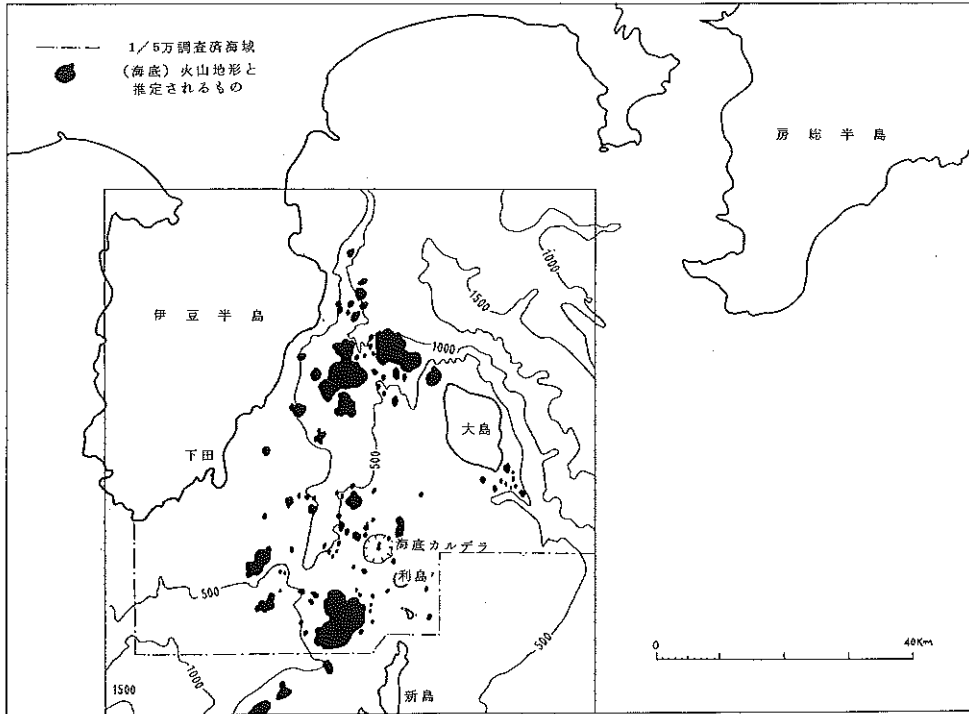 1/5万調査済海域
(海底)火山地形と
推定されるもの
房総半島
伊豆半島
1000
1500
1000
大島
下田
500
海底カルデラ
利島
500
500
1000
1500
新島
0
40Km